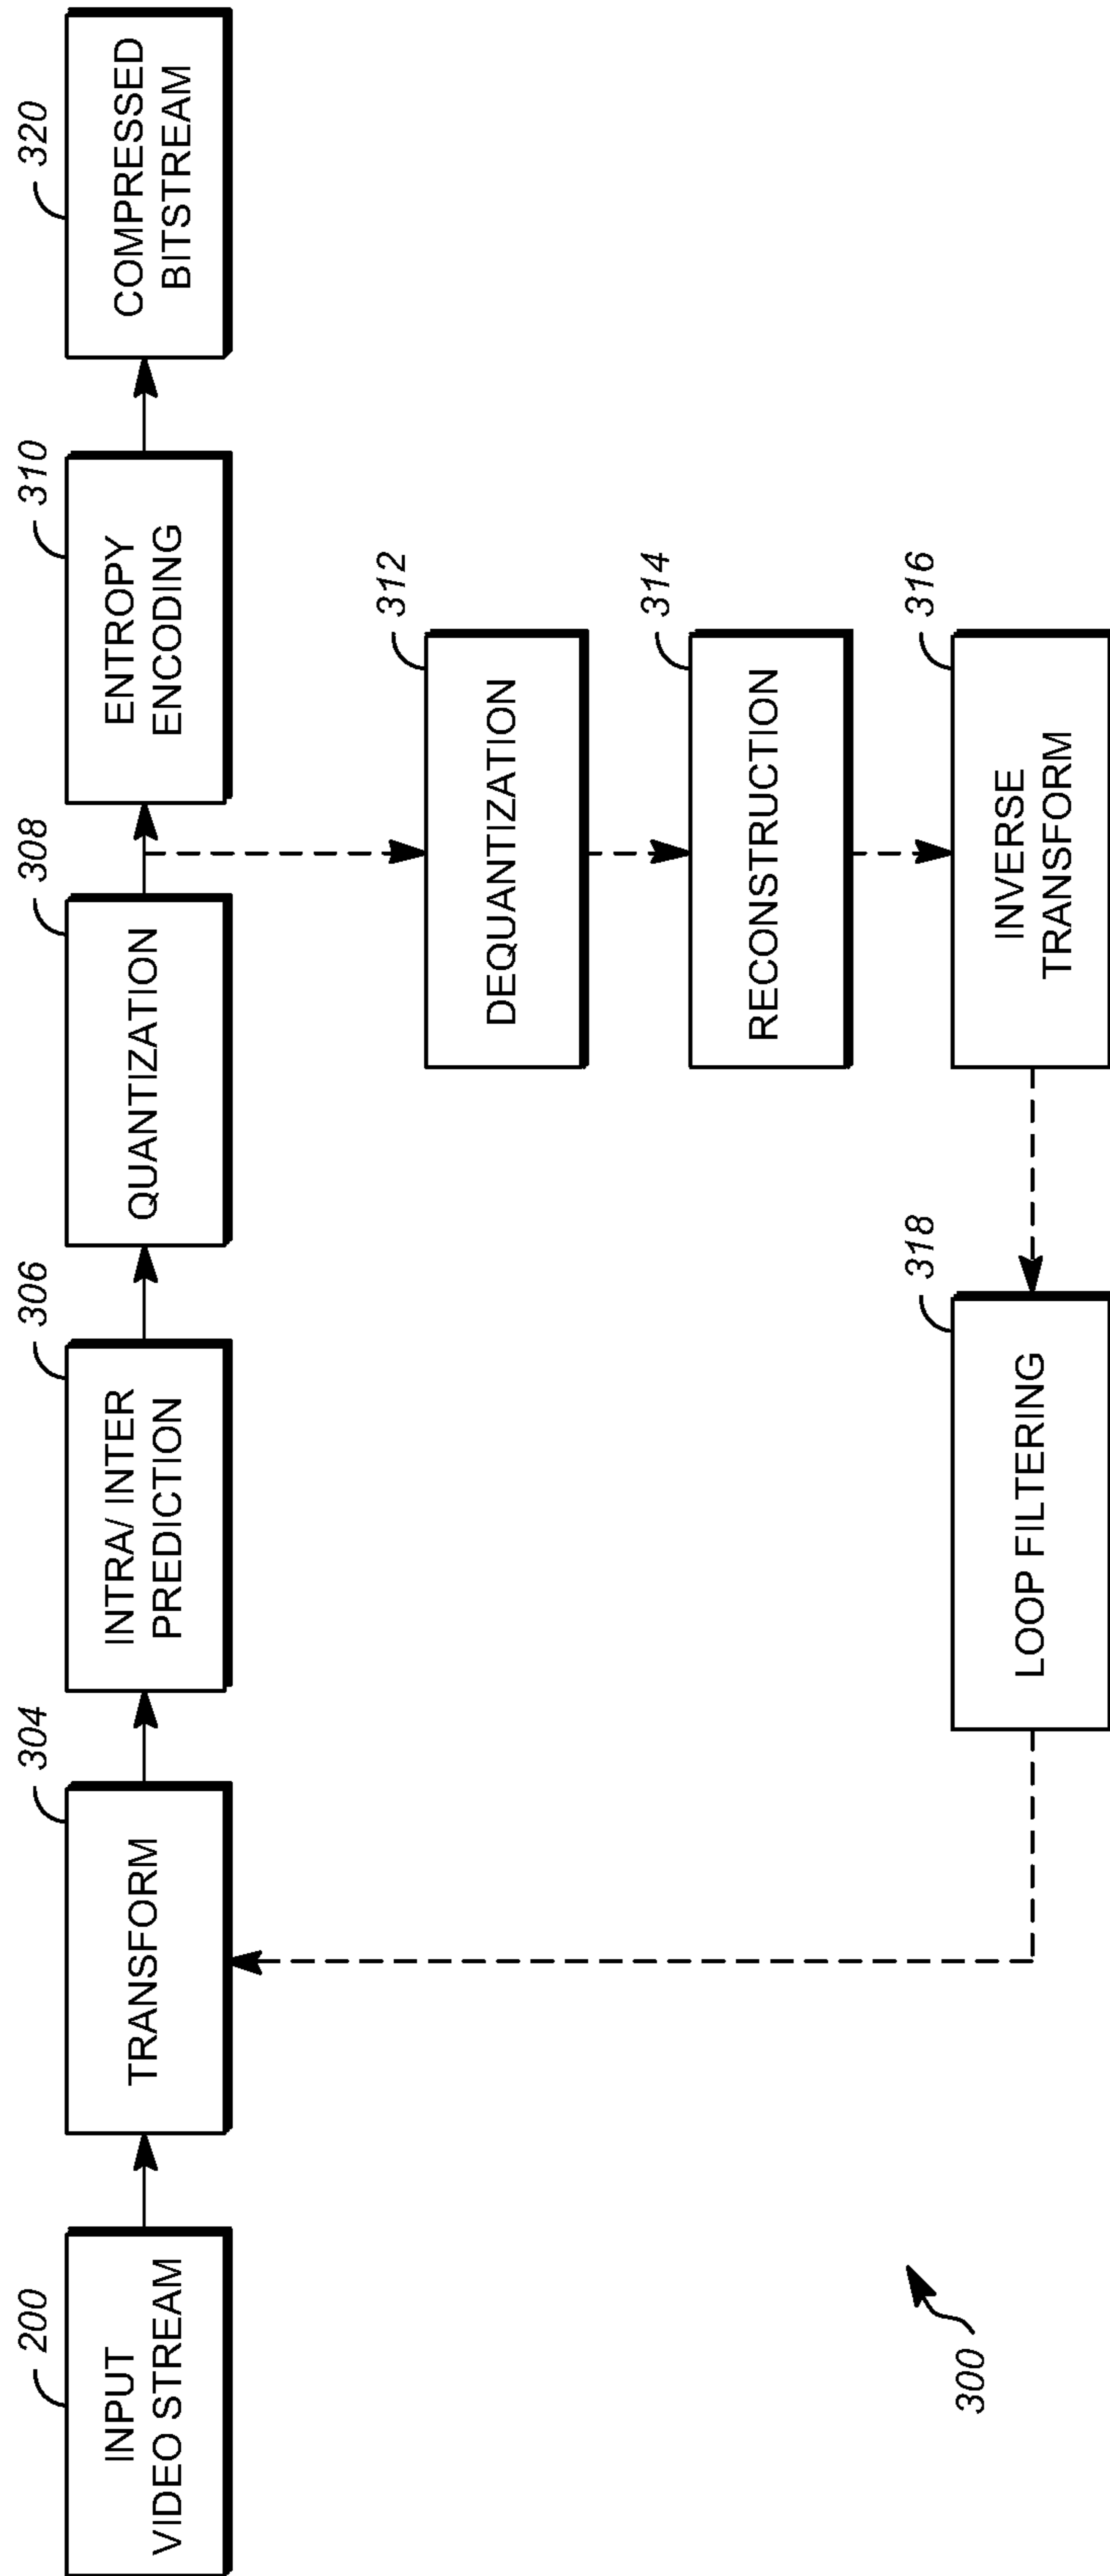 200
INPUT
VIDEO STREAM
304
TRANSFORM
306
INTRA/ INTER
PREDICTION
308
QUANTIZATION
310
ENTROPY
ENCODING
320
COMPRESSED
BITSTREAM
312
DEQUANTIZATION
314
RECONSTRUCTION
316
INVERSE
TRANSFORM
318
LOOP FILTERING
300